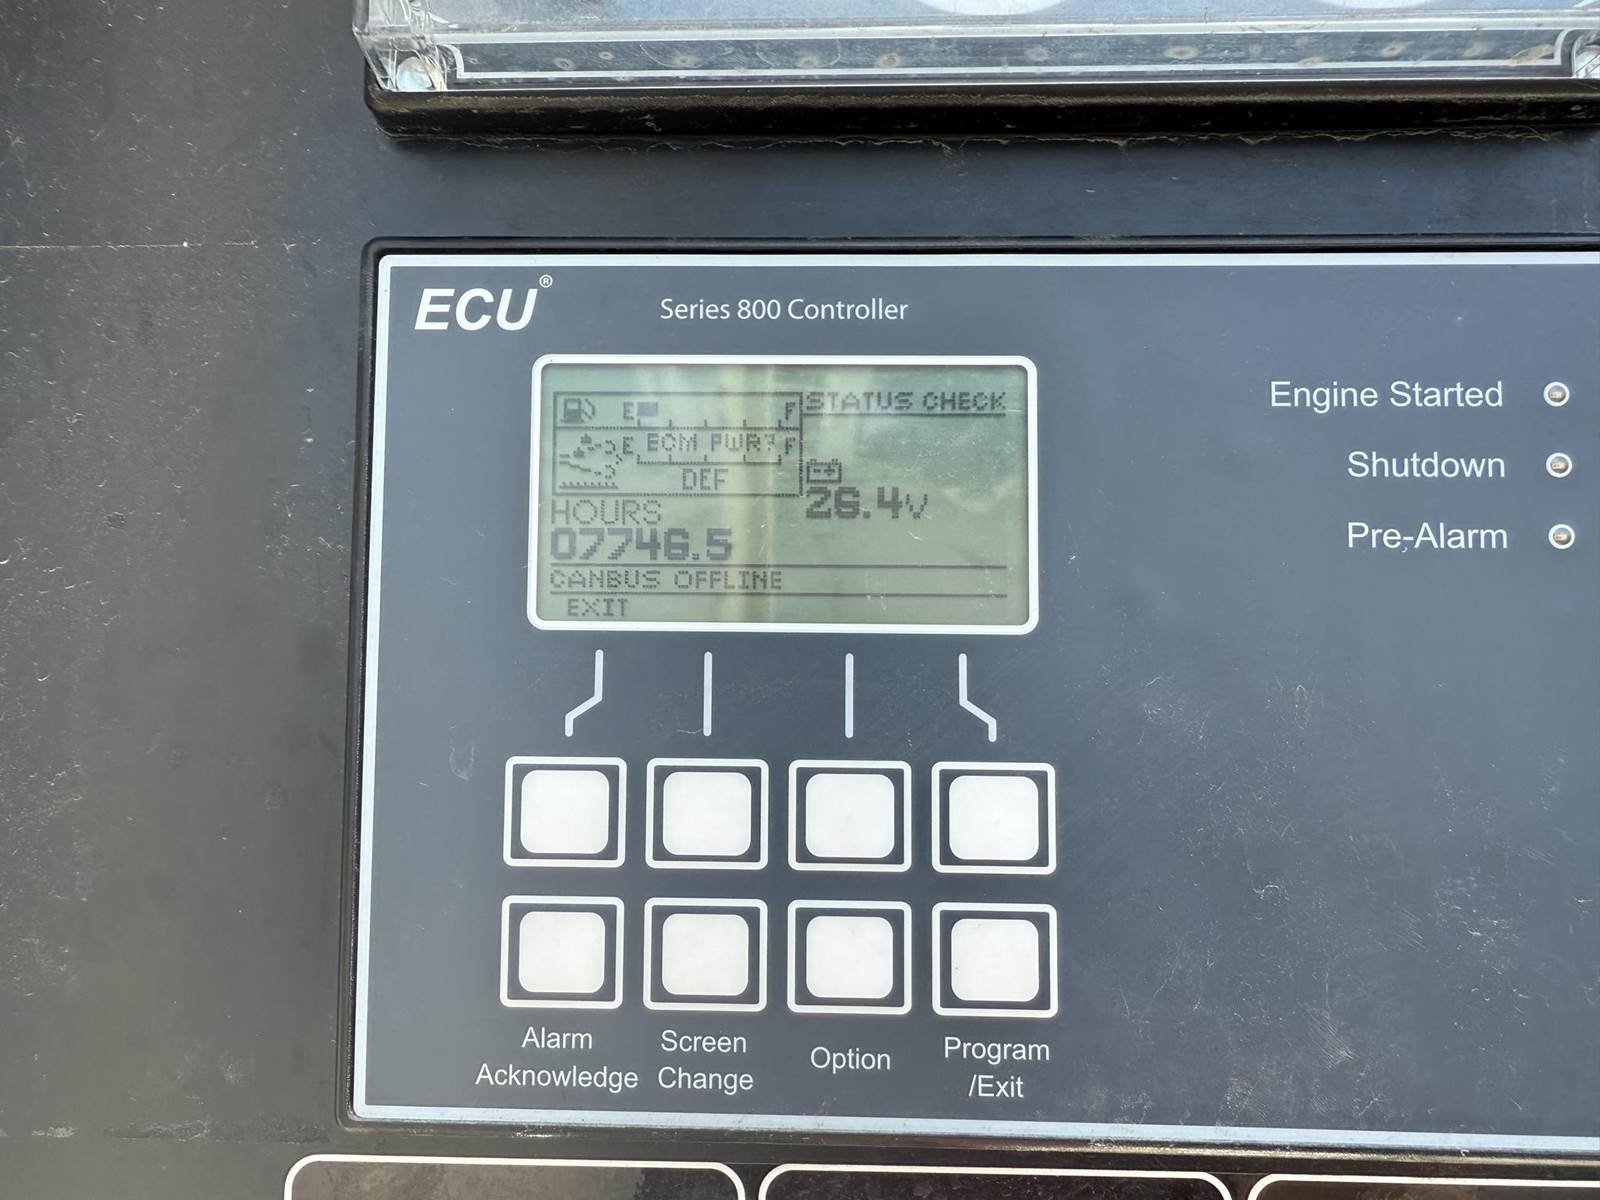 ECU®
Series 800 Controller
E F
STATUS CHECK
E ECM PWR? F
DEF
26.4V
HOURS
07746.5
CANBUS OFFLINE
EXIT
Engine Started
Shutdown
Pre-Alarm
Alarm
Acknowledge
Screen
Change
Option
Program
/Exit